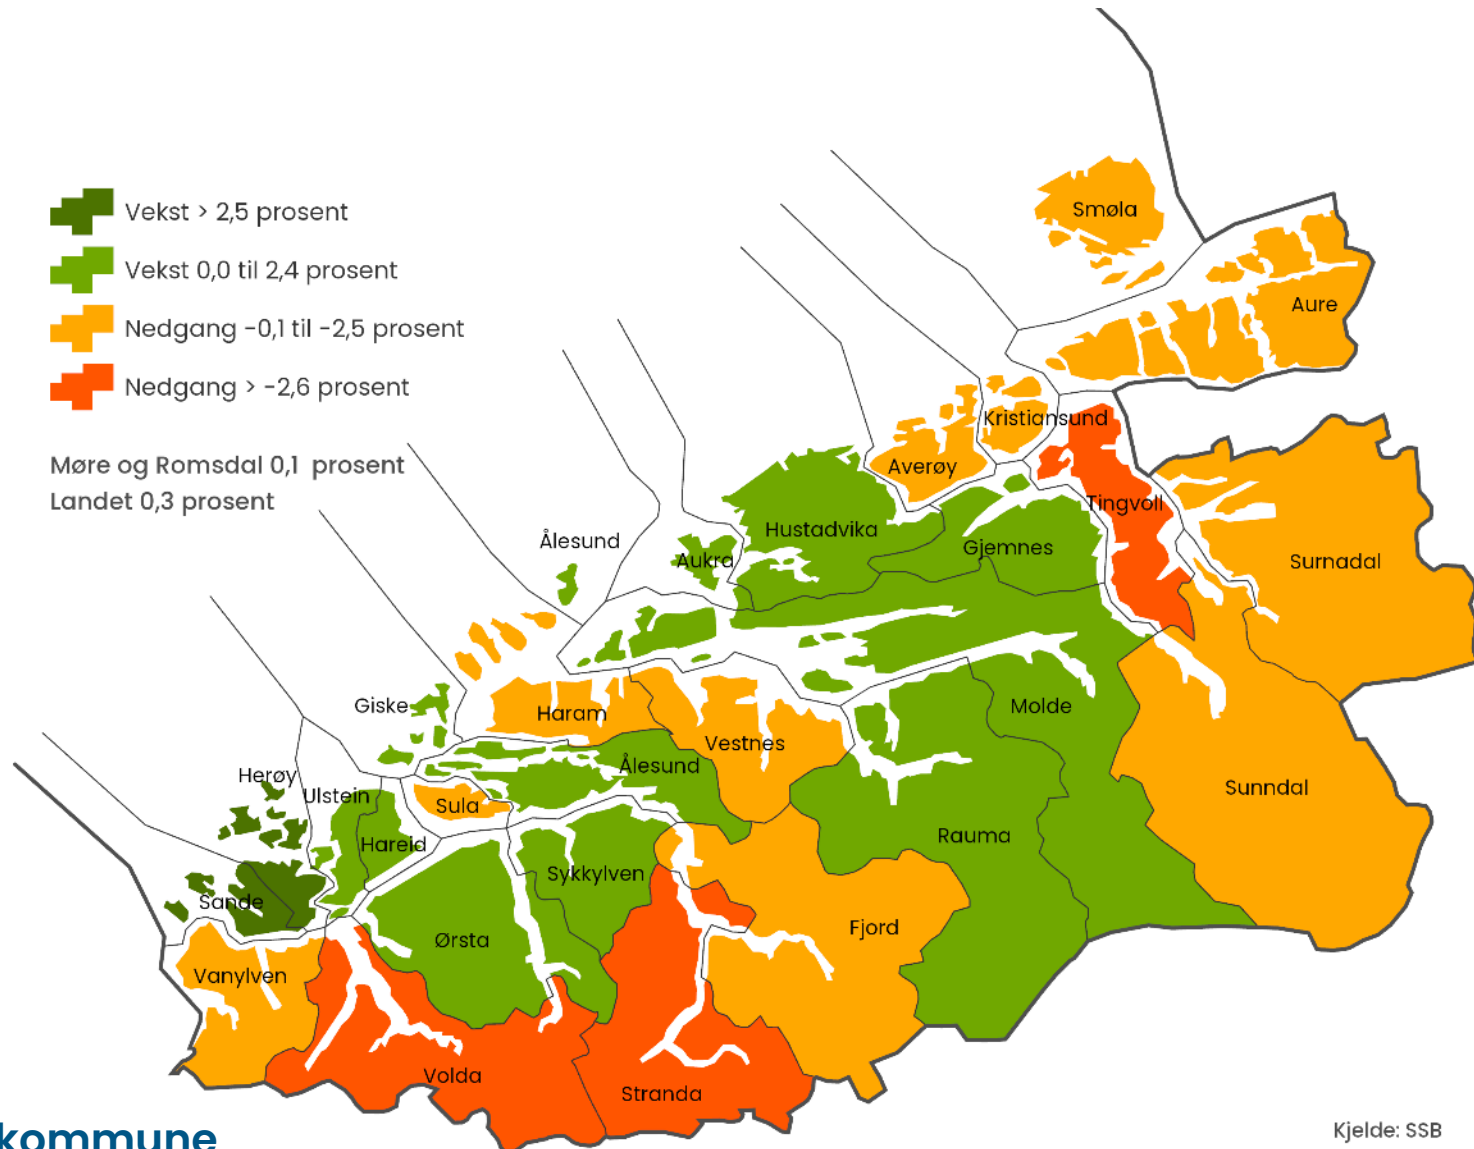 Vekst > 2,5 prosent
Vekst 0,0 til 2,4 prosent
Nedgang -0,1 til -2,5 prosent
Nedgang > -2,6 prosent
Møre og Romsdal 0,1 prosent
Landet 0,3 prosent
Smøla
Aure
Kristiansund
Averøy
Tingvoll
Hustadvika
Ålesund
Aukra
Gjemnes
Surnadal
Giske
Haram
Molde
Vestnes
Ålesund
Herøy
Ulstein
Sula
Sunndal
Hareid
Rauma
Sykkylven
Sande
Fjord
Ørsta
Vanylven
Volda
Stranda
kommune
Kjelde: SSB